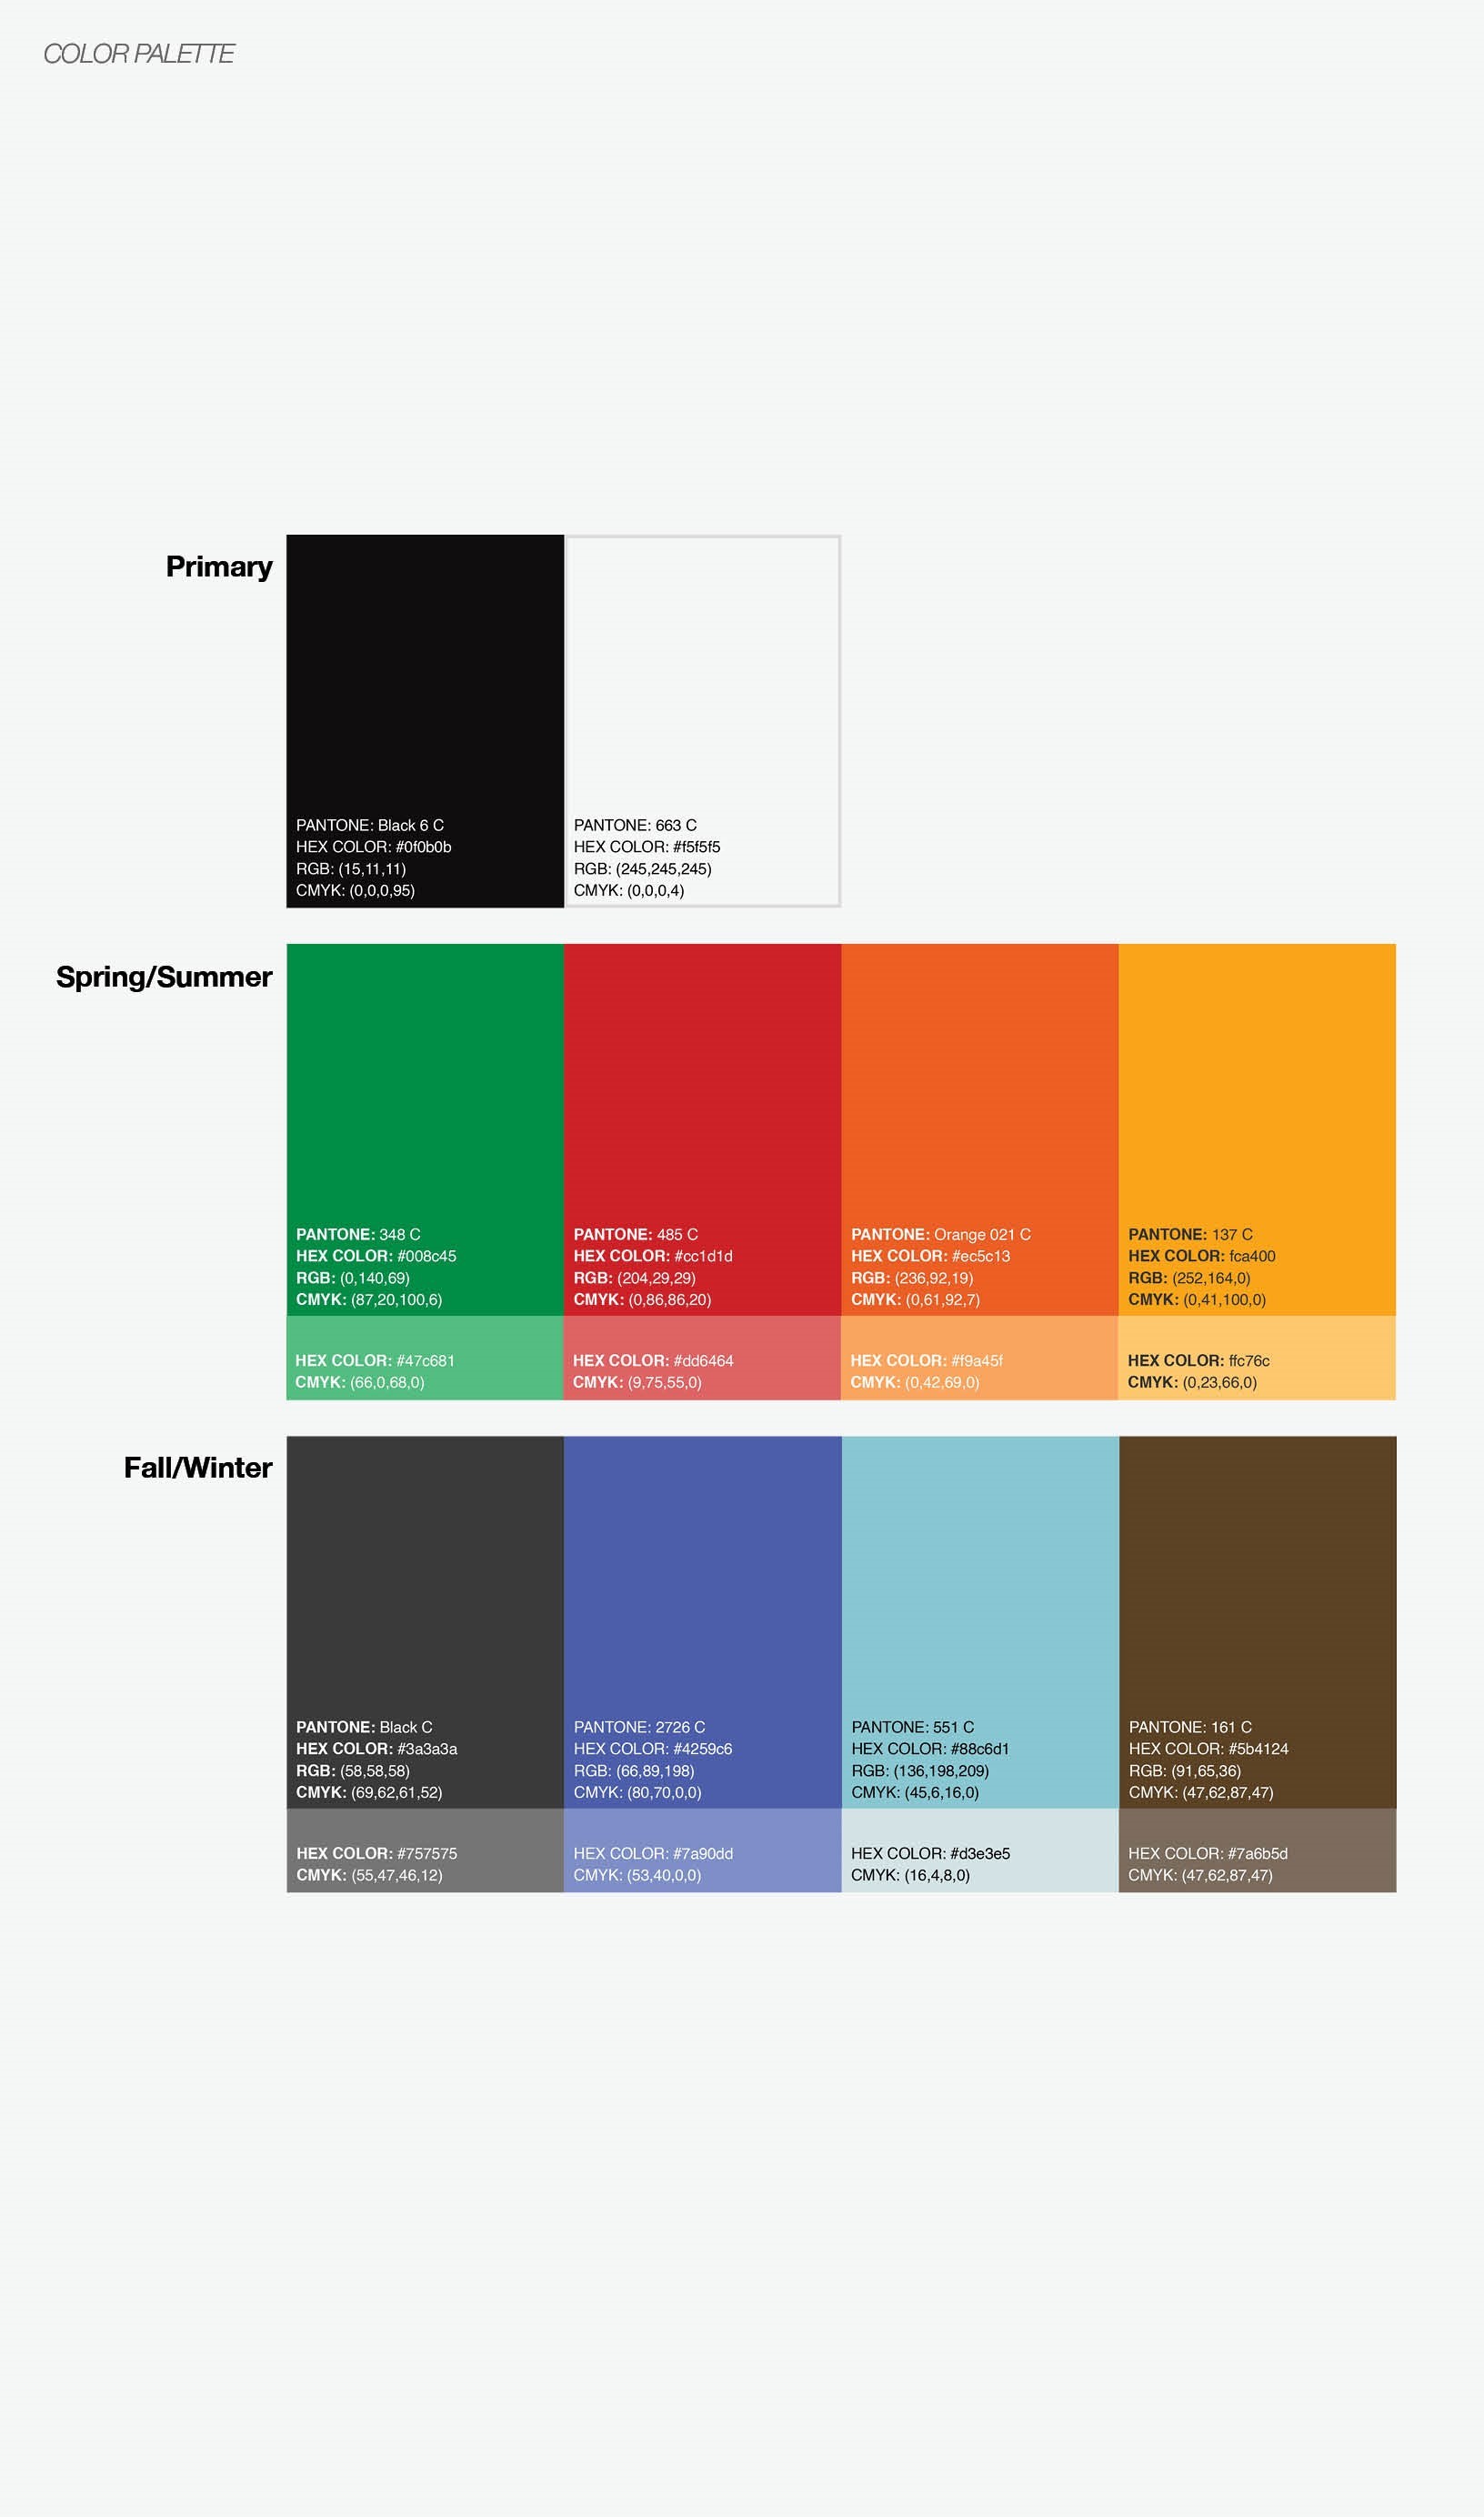 COLOR PALETTE
Primary
PANTONE: Black 6 C
HEX COLOR: #0f0b0b
RGB: (15,11,11)
CMYK: (0,0,0,95)
PANTONE: 663 C
HEX COLOR: #f5f5f5
RGB: (245,245,245)
CMYK: (0,0,0,4)
Spring/Summer
PANTONE: 348 C
HEX COLOR: #008c45
RGB: (0,140,69)
CMYK: (87,20,100,6)
HEX COLOR: #47c681
CMYK: (66,0,68,0)
PANTONE: 485 C
HEX COLOR: #cc1d1d
RGB: (204,29,29)
CMYK: (0,86,86,20)
HEX COLOR: #dd6464
CMYK: (9,75,55,0)
PANTONE: Orange 021 C
HEX COLOR: #ec5c13
RGB: (236,92,19)
CMYK: (0,61,92,7)
HEX COLOR: #f9a45f
CMYK: (0,42,69,0)
PANTONE: 137 C
HEX COLOR: fca400
RGB: (252,164,0)
CMYK: (0,41,100,0)
HEX COLOR: ffc76c
CMYK: (0,23,66,0)
Fall/Winter
PANTONE: Black C
HEX COLOR: #3a3a3a
RGB: (58,58,58)
CMYK: (69,62,61,52)
HEX COLOR: #757575
CMYK: (55,47,46,12)
PANTONE: 2726 C
HEX COLOR: #4259c6
RGB: (66,89,198)
CMYK: (80,70,0,0)
HEX COLOR: #7a90dd
CMYK: (53,40,0,0)
PANTONE: 551 C
HEX COLOR: #88c6d1
RGB: (136,198,209)
CMYK: (45,6,16,0)
HEX COLOR: #d3e3e5
CMYK: (16,4,8,0)
PANTONE: 161 C
HEX COLOR: #5b4124
RGB: (91,65,36)
CMYK: (47,62,87,47)
HEX COLOR: #7a6b5d
CMYK: (47,62,87,47)